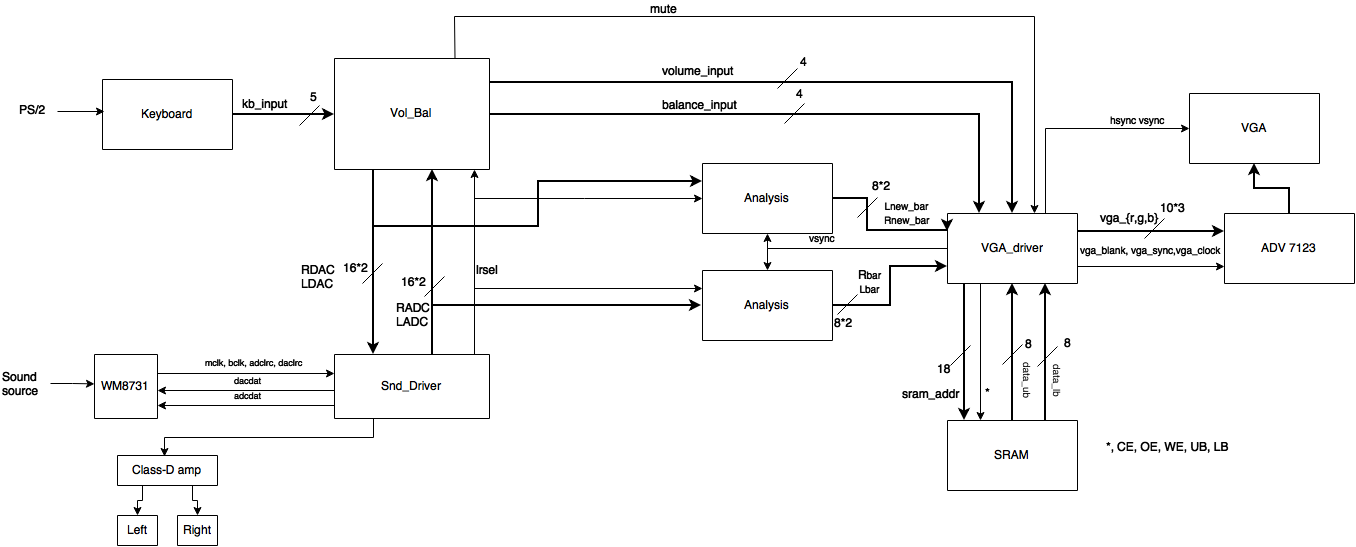 mute
PS/2
Keyboard
kb_input
5
Vol_Bal
volume_input
4
balance_input
4
hsync vsync
VGA
Analysis
8*2
Lnew_bar
Rnew_bar
vsync
VGA_driver
vga_{r,g,b}
10*3
vga_blank, vga_sync,vga_clock
ADV 7123
RDAC
LDAC
16*2
16*2
RADC
LADC
lrsel
Analysis
Rbar
Lbar
8*2
Sound
source
WM8731
mclk, bclk, adclrc, daclrc
dacdat
adcdat
Snd_Driver
18
sram_addr
*
8
data_ub
8
data_lb
SRAM
*, CE, OE, WE, UB, LB
Class-D amp
Left
Right